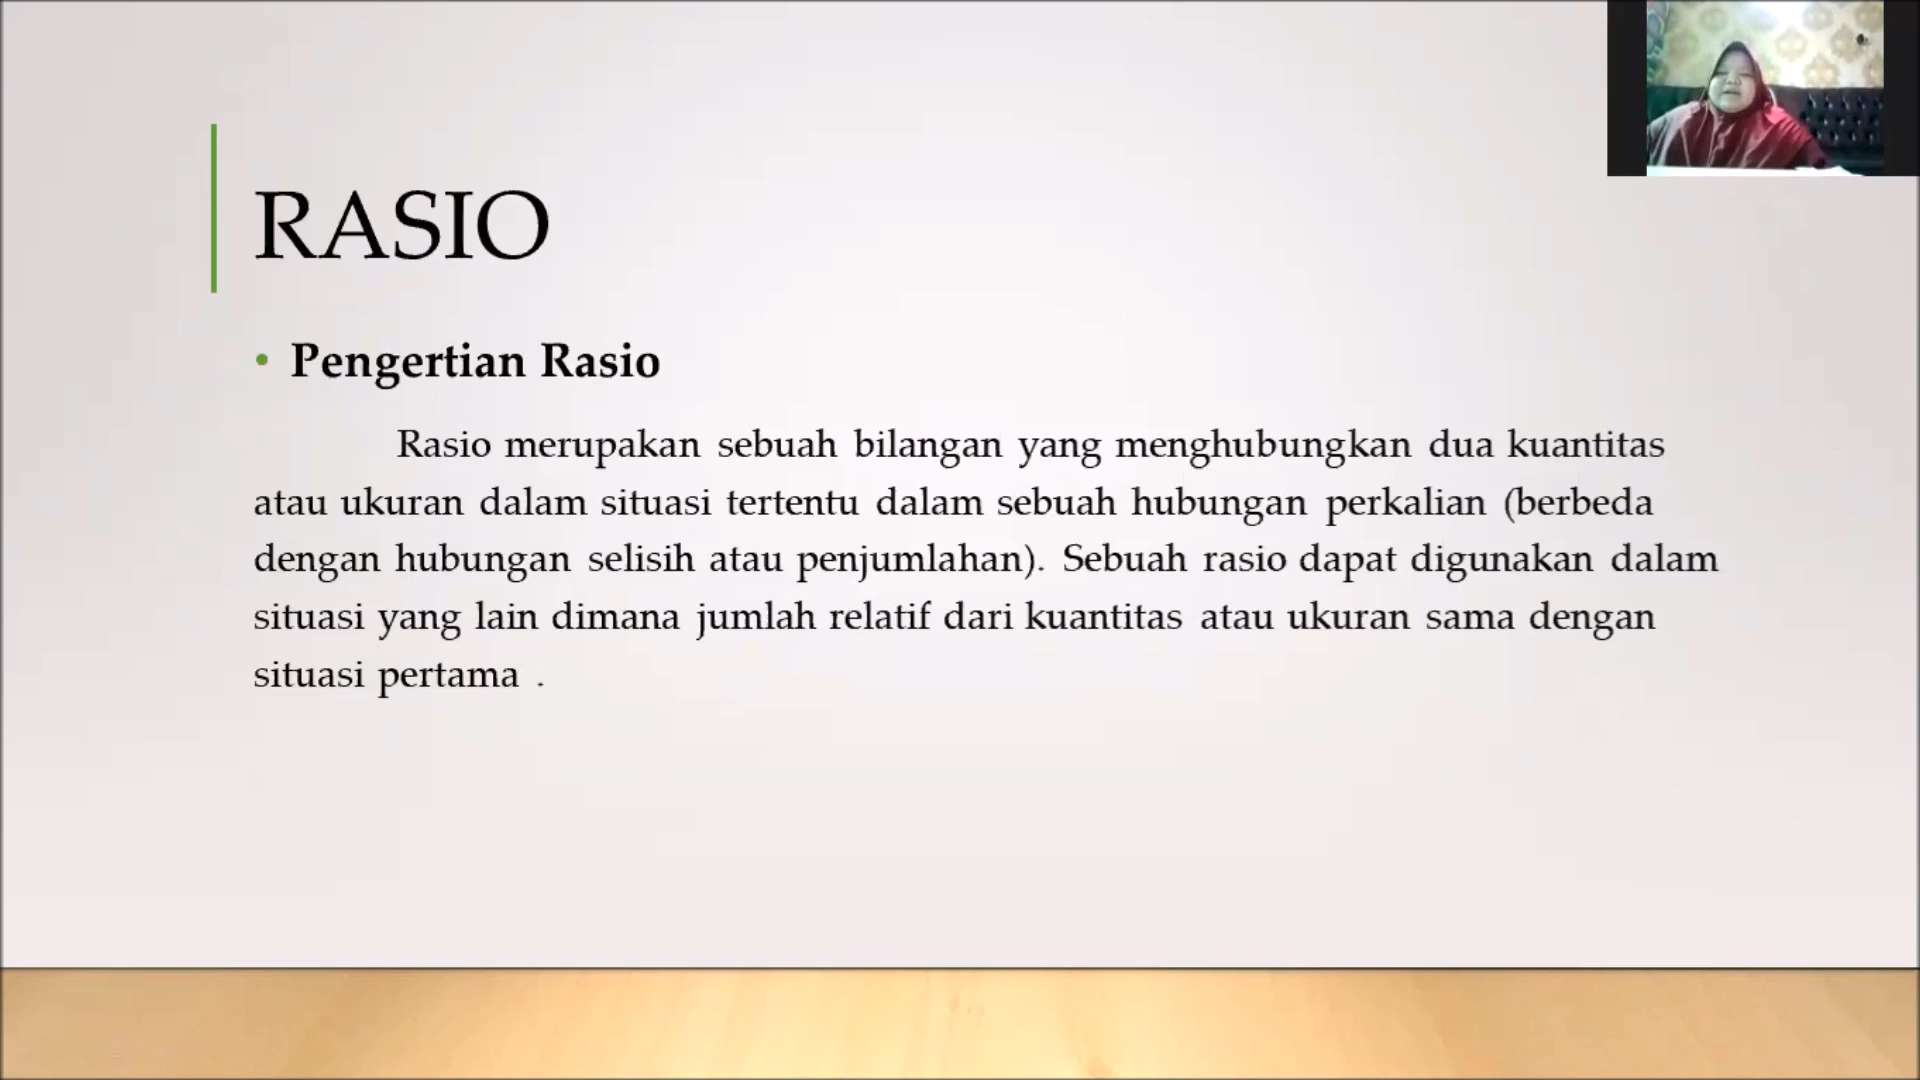 RASIO
• Pengertian Rasio
Rasio merupakan sebuah bilangan yang menghubungkan dua kuantitas
atau ukuran dalam situasi tertentu dalam sebuah hubungan perkalian (berbeda
dengan hubungan selisih atau penjumlahan). Sebuah rasio dapat digunakan dalam
situasi yang lain dimana jumlah relatif dari kuantitas atau ukuran sama dengan
situasi pertama .